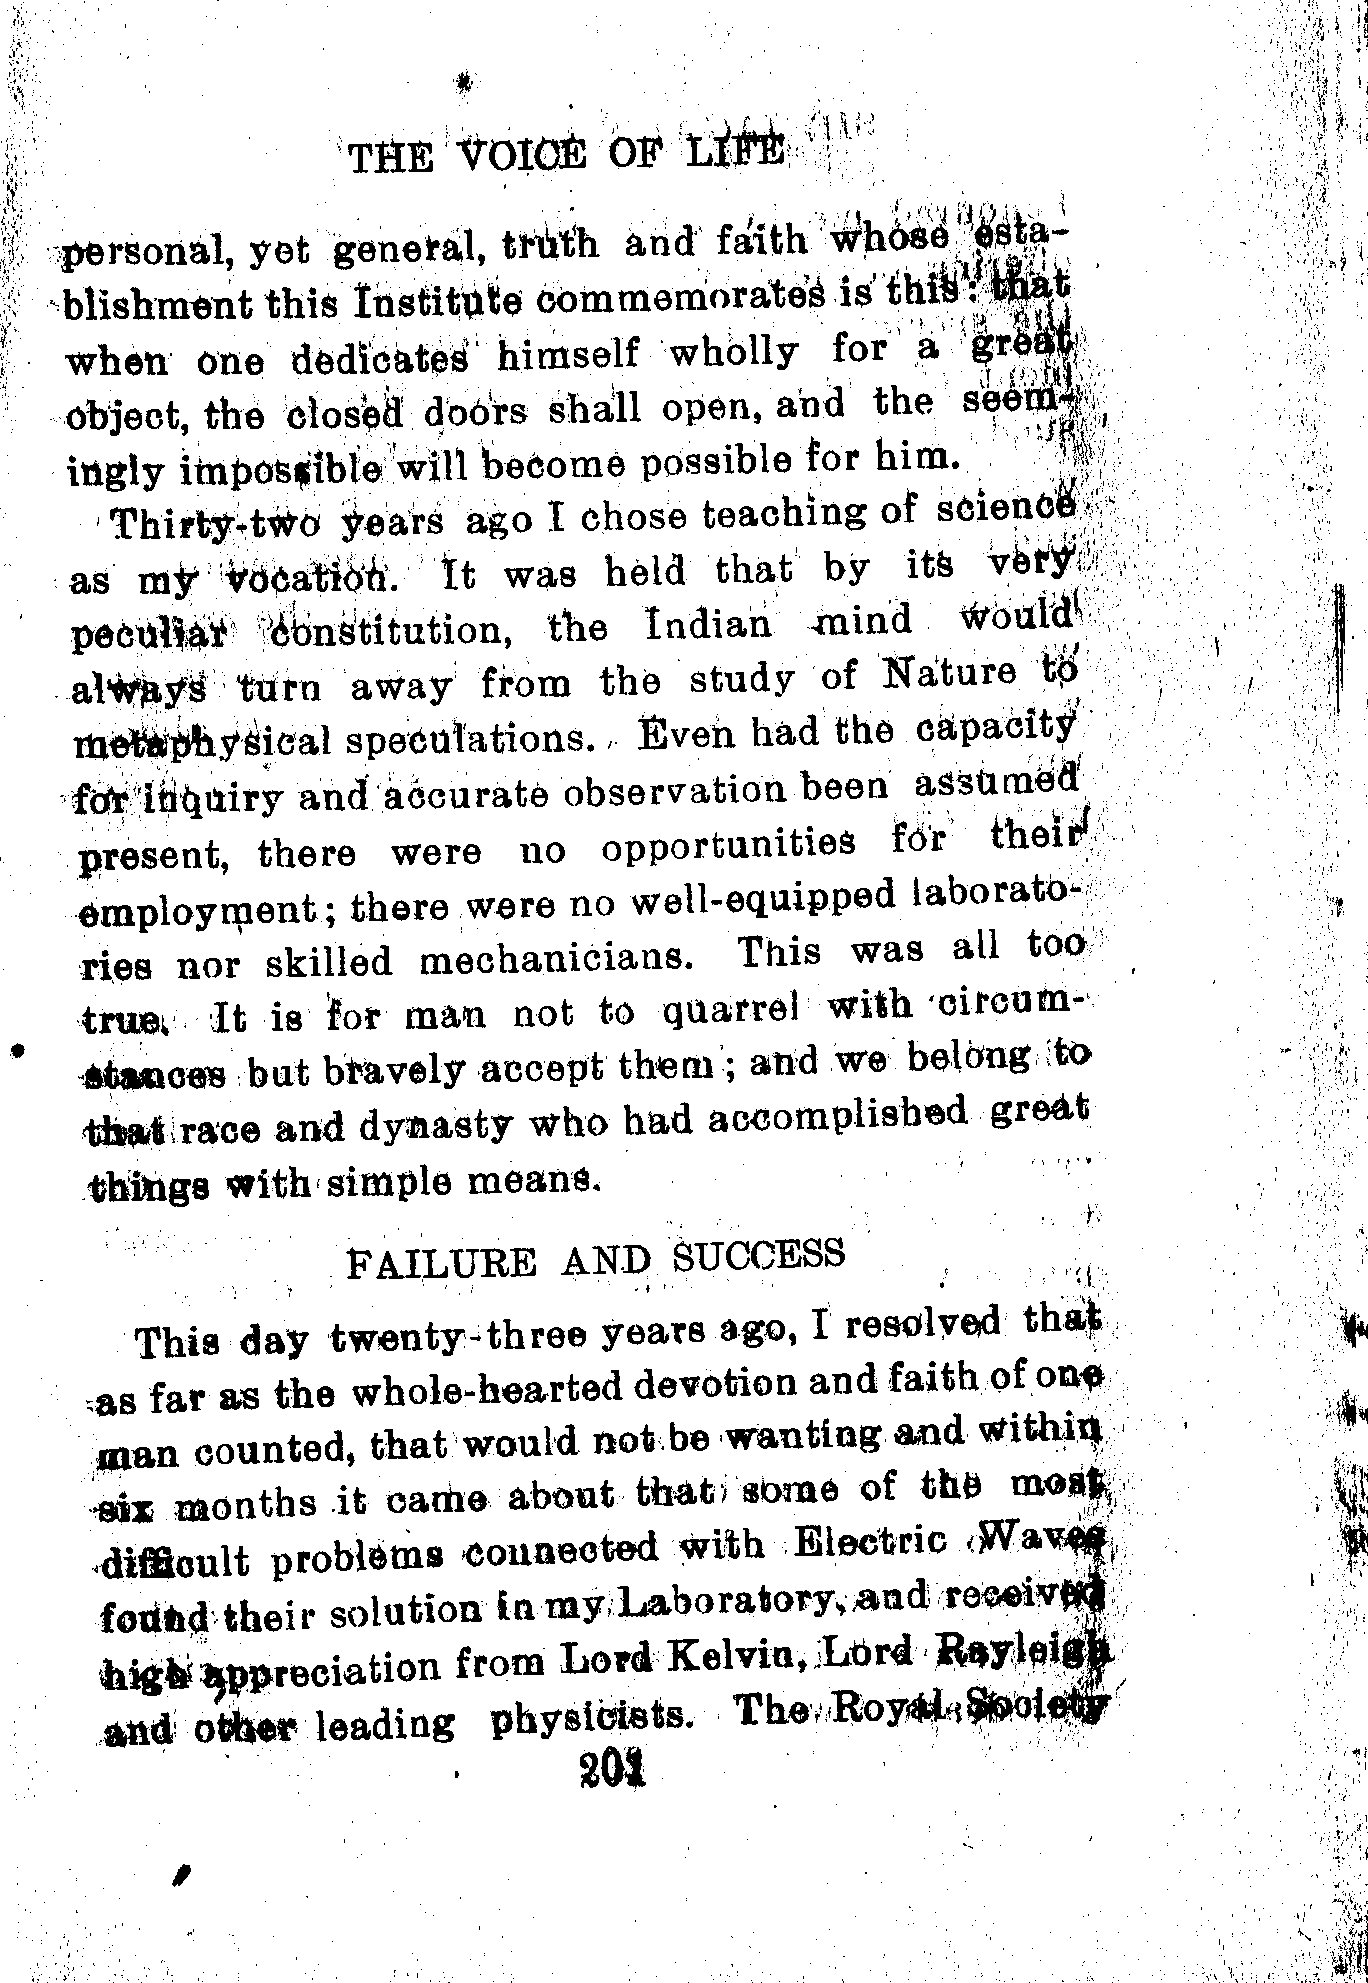 THE VOICE OF LIFE
personal, yet general, truth and faith whose esta-
blishment this Institute commemorates is this: that
when one dedicates himself wholly for a great
object, the closed doors shall open, and the seem-
ingly impossible will become possible for him.
Thirty-two years ago I chose teaching of science
as my vocation. It was held that by its very
peculiar constitution, the Indian mind would
always turn away from the study of Nature to
metaphysical speculations. Even had the capacity
for inquiry and accurate observation been assumed
present, there were no opportunities for their
employment; there were no well-equipped laborato-
ries nor skilled mechanicians. This was all too
true. It is for man not to quarrel with circum-
stances but bravely accept them; and we belong to
that race and dynasty who had accomplished great
things with simple means.
FAILURE AND SUCCESS
This day twenty-three years ago, I resolved that
as far as the whole-hearted devotion and faith of one
man counted, that would not be wanting and within
six months it came about that some of the most
difficult problems connected with Electric Waves
found their solution in my Laboratory, and received
high appreciation from Lord Kelvin, Lord Rayleigh
and other leading physicists. The Royal Society